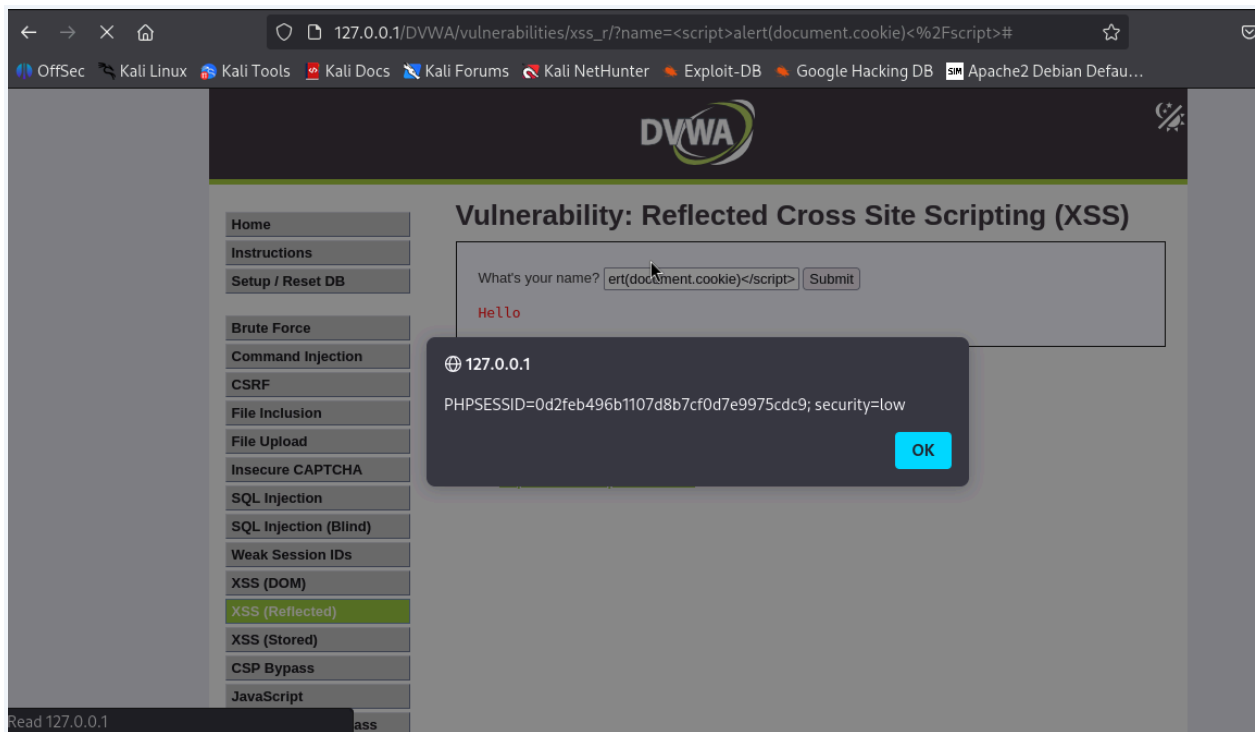 127.0.0.1/DVWA/vulnerabilities/xss_r/?name=<script>alert(document.cookie)<%2Fscript>#
OffSec Kali Linux Kali Tools Kali Docs Kali Forums Kali NetHunter Exploit-DB Google Hacking DB SIM Apache2 Debian Defau...
DVWA
Vulnerability: Reflected Cross Site Scripting (XSS)
Home
Instructions
Setup / Reset DB
Brute Force
Command Injection
CSRF
File Inclusion
File Upload
Insecure CAPTCHA
SQL Injection
SQL Injection (Blind)
Weak Session IDs
XSS (DOM)
XSS (Reflected)
XSS (Stored)
CSP Bypass
JavaScript
ass
What's your name? ert(document.cookie)</script> Submit
Hello
127.0.0.1
PHPSESSID=0d2feb496b1107d8b7cf0d7e9975cdc9; security=low
OK
Read 127.0.0.1